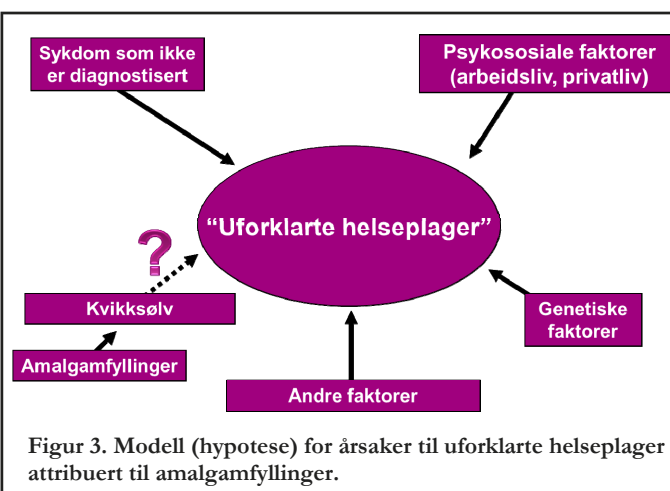 Sykdom som ikke
er diagnostisert
Psykososiale faktorer
(arbeidsliv, privatliv)
“Uforklarte helseplager”
?
Kvikksølv
Amalgamfyllinger
Genetiske
faktorer
Andre faktorer
Figur 3. Modell (hypotese) for årsaker til uforklarte helseplager
attribuert til amalgamfyllinger.